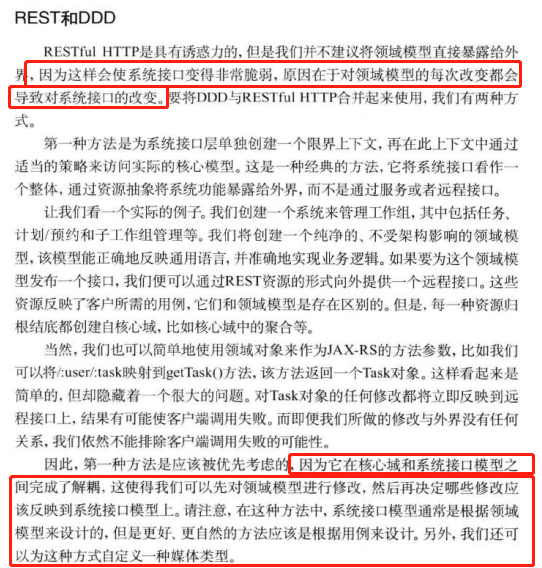 REST和DDD
RESTful HTTP是具有诱惑力的，但是我们并不建议将领域模型直接暴露给外
界，因为这样会使系统接口变得非常脆弱，原因在于对领域模型的每次改变都会
导致对系统接口的改变。要将DDD与RESTful HTTP合并起来使用，我们有两种方
式。
第一种方法是为系统接口层单独创建一个限界上下文，再在此上下文中通过
适当的策略来访问实际的核心模型。这是一种经典的方法，它将系统接口看作一
个整体，通过资源抽象将系统功能暴露给外界，而不是通过服务或者远程接口。
让我们看一个实际的例子。我们创建一个系统来管理工作组，其中包括任务、
计划/预约和子工作组管理等。我们将创建一个纯净的、不受架构影响的领域模
型，该模型能正确地反映通用语言，并准确地实现业务逻辑。如果要为这个领域模
型发布一个接口，我们便可以通过REST资源的形式向外提供一个远程接口。这些
资源反映了客户所需的用例，它们和领域模型是存在区别的。但是，每一种资源归
根结底都创建自核心域，比如核心域中的聚合等。
当然，我们也可以简单地使用领域对象来作为JAX-RS的方法参数，比如我们
可以将/:user/:task映射到getTask()方法，该方法返回一个Task对象。这样看起来是
简单的，但却隐藏着一个很大的问题。对Task对象的任何修改都将立即反映到远
程接口上，结果有可能使客户端调用失败。而即便我们所做的修改与外界没有任何
关系，我们依然不能排除客户端调用失败的可能性。
因此，第一种方法是应该被优先考虑的，因为它在核心域和系统接口模型之
间完成了解耦，这使得我们可以先对领域模型进行修改，然后再决定哪些修改应
该反映到系统接口模型上。请注意，在这种方法中，系统接口模型通常是根据领域
模型来设计的，但是更好、更自然的方法应该是根据用例来设计。另外，我们还可
以为这种方式自定义一种媒体类型。